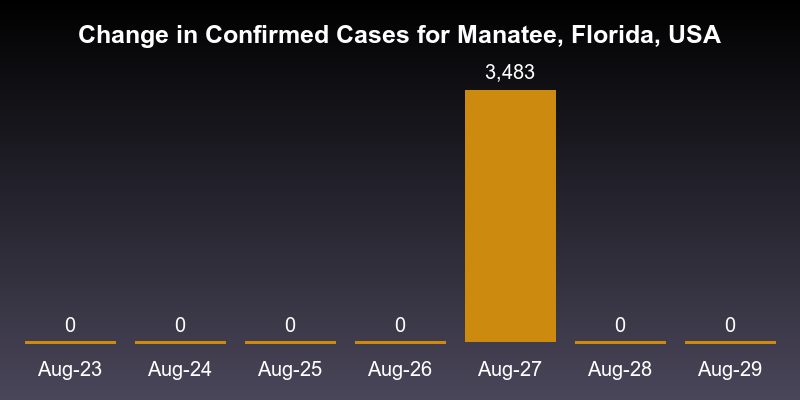 Change in Confirmed Cases for Manatee, Florida, USA
3,483
0 0 0 0 0 0
Aug-23 Aug-24 Aug-25 Aug-26 Aug-27 Aug-28 Aug-29